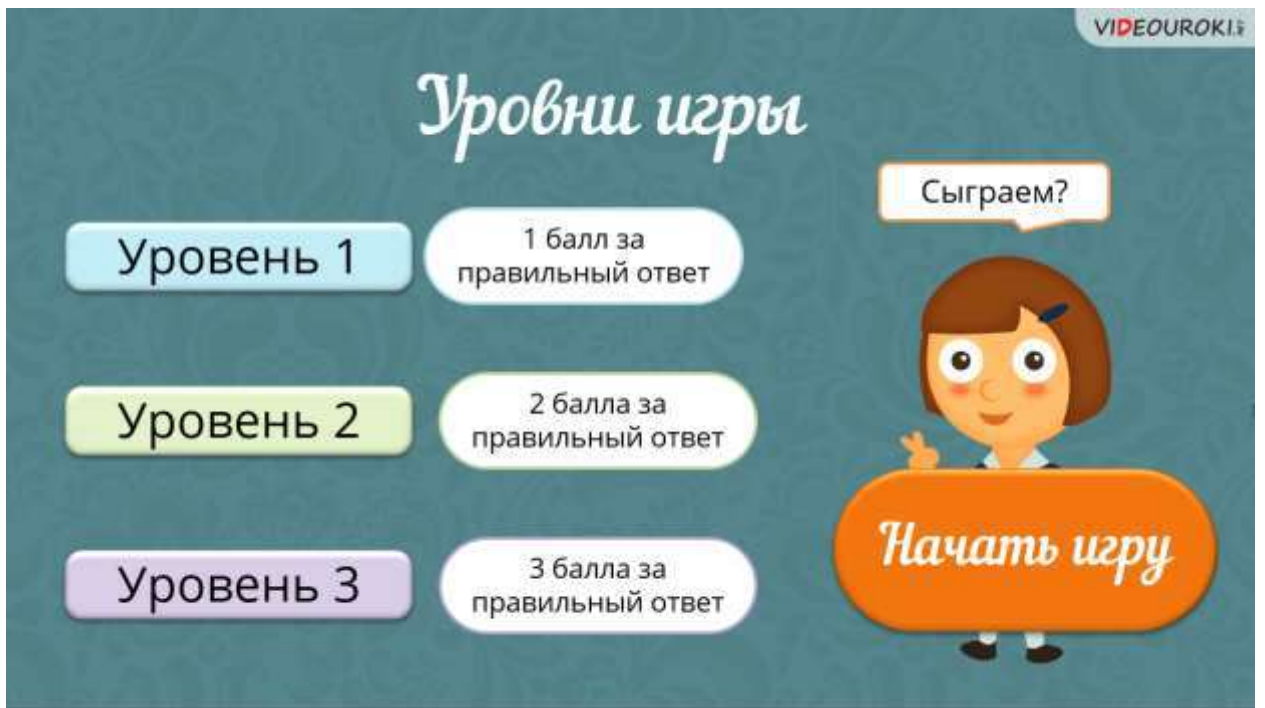 VIDEOUROKI
Уровни игры
Сыграем?
Уровень 1
1 балл за
правильный ответ
Уровень 2
2 балла за
правильный ответ
Уровень 3
3 балла за
правильный ответ
Начать игру